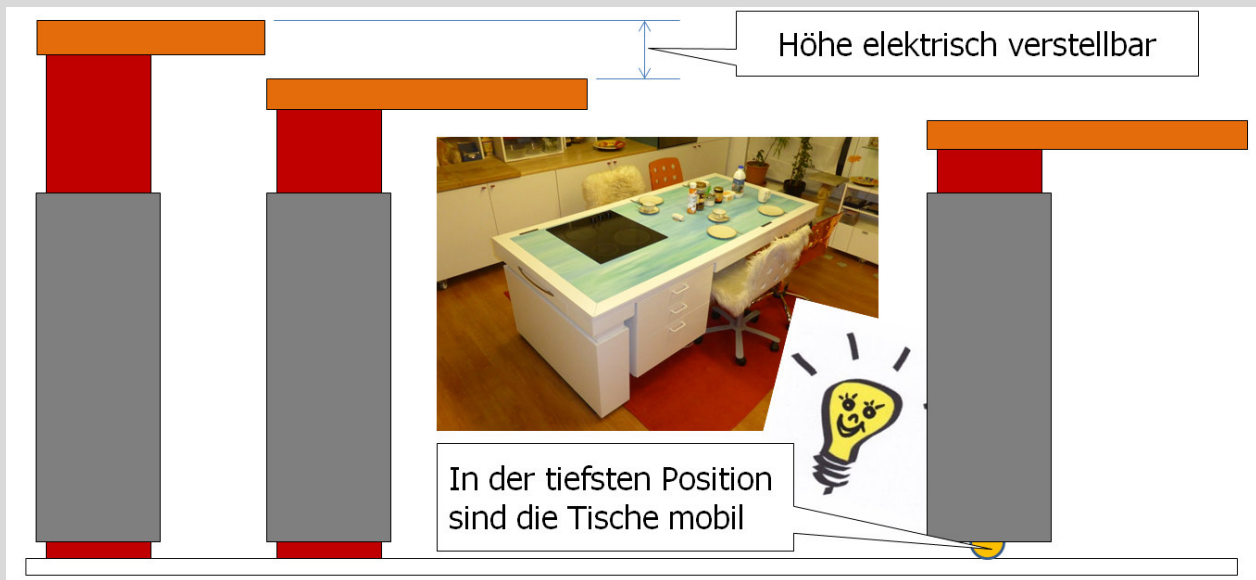 Höhe elektrisch verstellbar
In der tiefsten Position
sind die Tische mobil